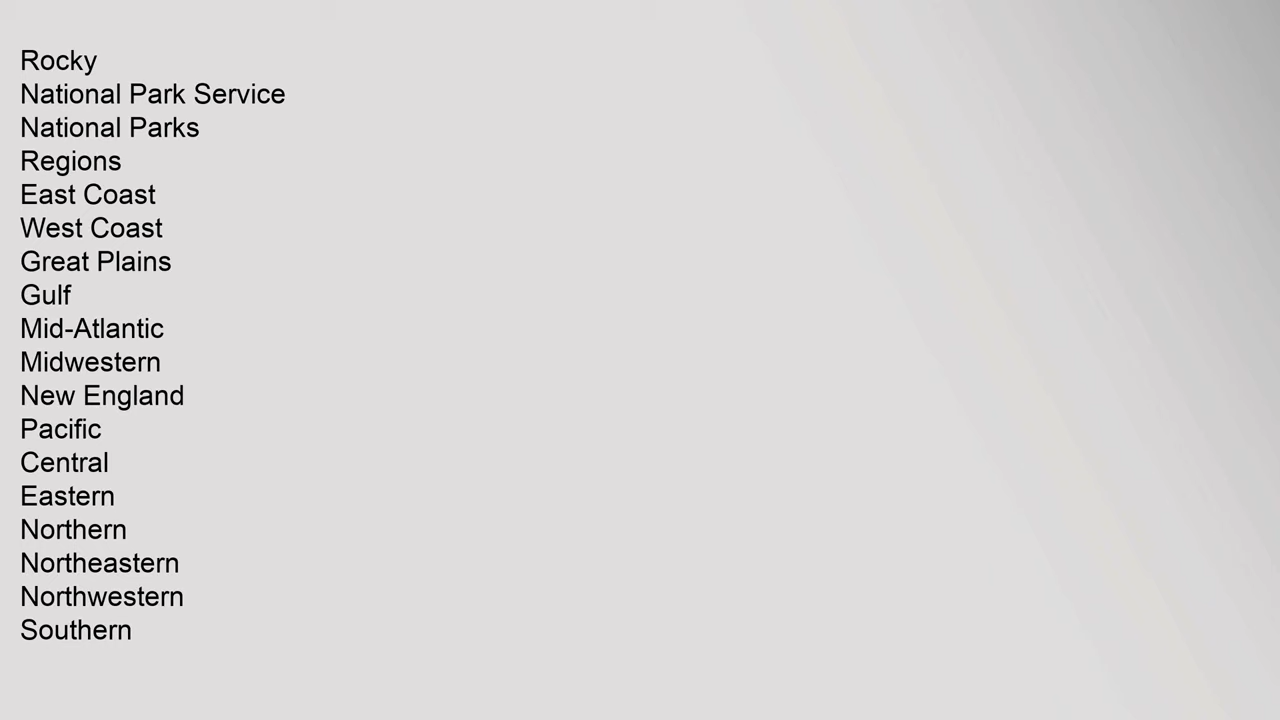 Rocky
National Park Service
National Parks
Regions
East Coast
West Coast
Great Plains
Gulf
Mid-Atlantic
Midwestern
New England
Pacific
Central
Eastern
Northern
Northeastern
Northwestern
Southern